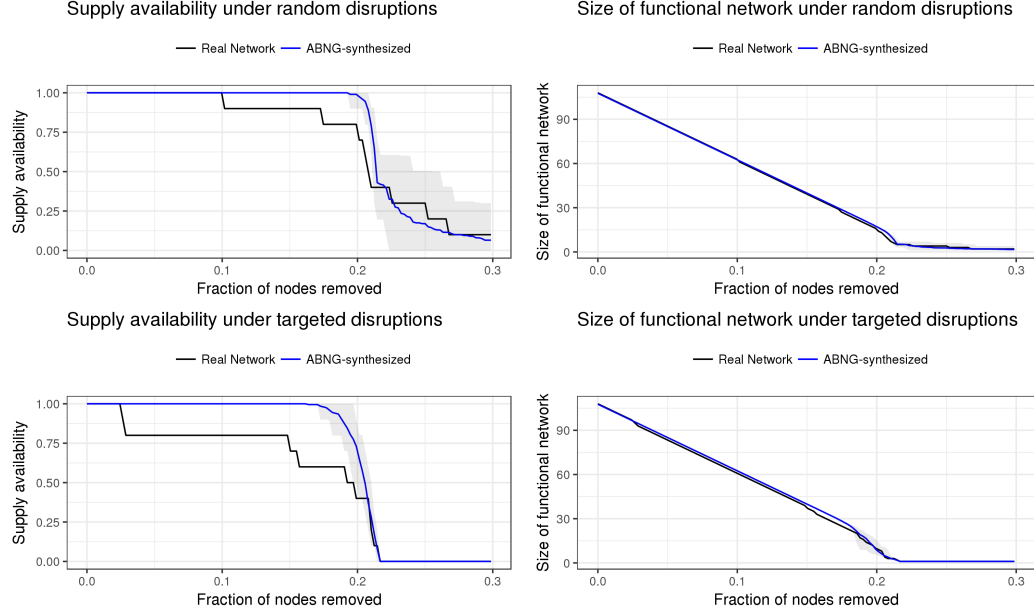 Supply availability under random disruptions
Real Network ABNG-synthesized
Supply availability
1.00
0.75
0.50
0.25
0.00
0.0 0.1 0.2 0.3
Fraction of nodes removed
Size of functional network under random disruptions
Real Network ABNG-synthesized
Size of functional network
90
60
30
0
0.0 0.1 0.2 0.3
Fraction of nodes removed
Supply availability under targeted disruptions
Real Network ABNG-synthesized
Supply availability
1.00
0.75
0.50
0.25
0.00
0.0 0.1 0.2 0.3
Fraction of nodes removed
Size of functional network under targeted disruptions
Real Network ABNG-synthesized
Size of functional network
90
60
30
0
0.0 0.1 0.2 0.3
Fraction of nodes removed